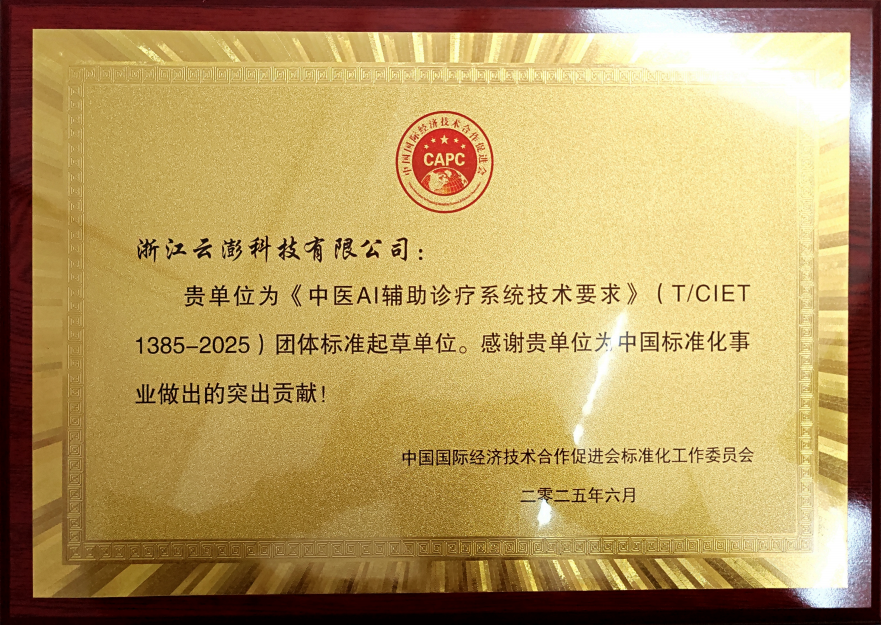 中国国际经济技术合作促进会
CAPC
浙江云澎科技有限公司：
贵单位为《中医AI辅助诊疗系统技术要求》（T/CIET
1385-2025）团体标准起草单位。感谢贵单位为中国标准化事
业做出的突出贡献！
中国国际经济技术合作促进会标准化工作委员会
二零二五年六月